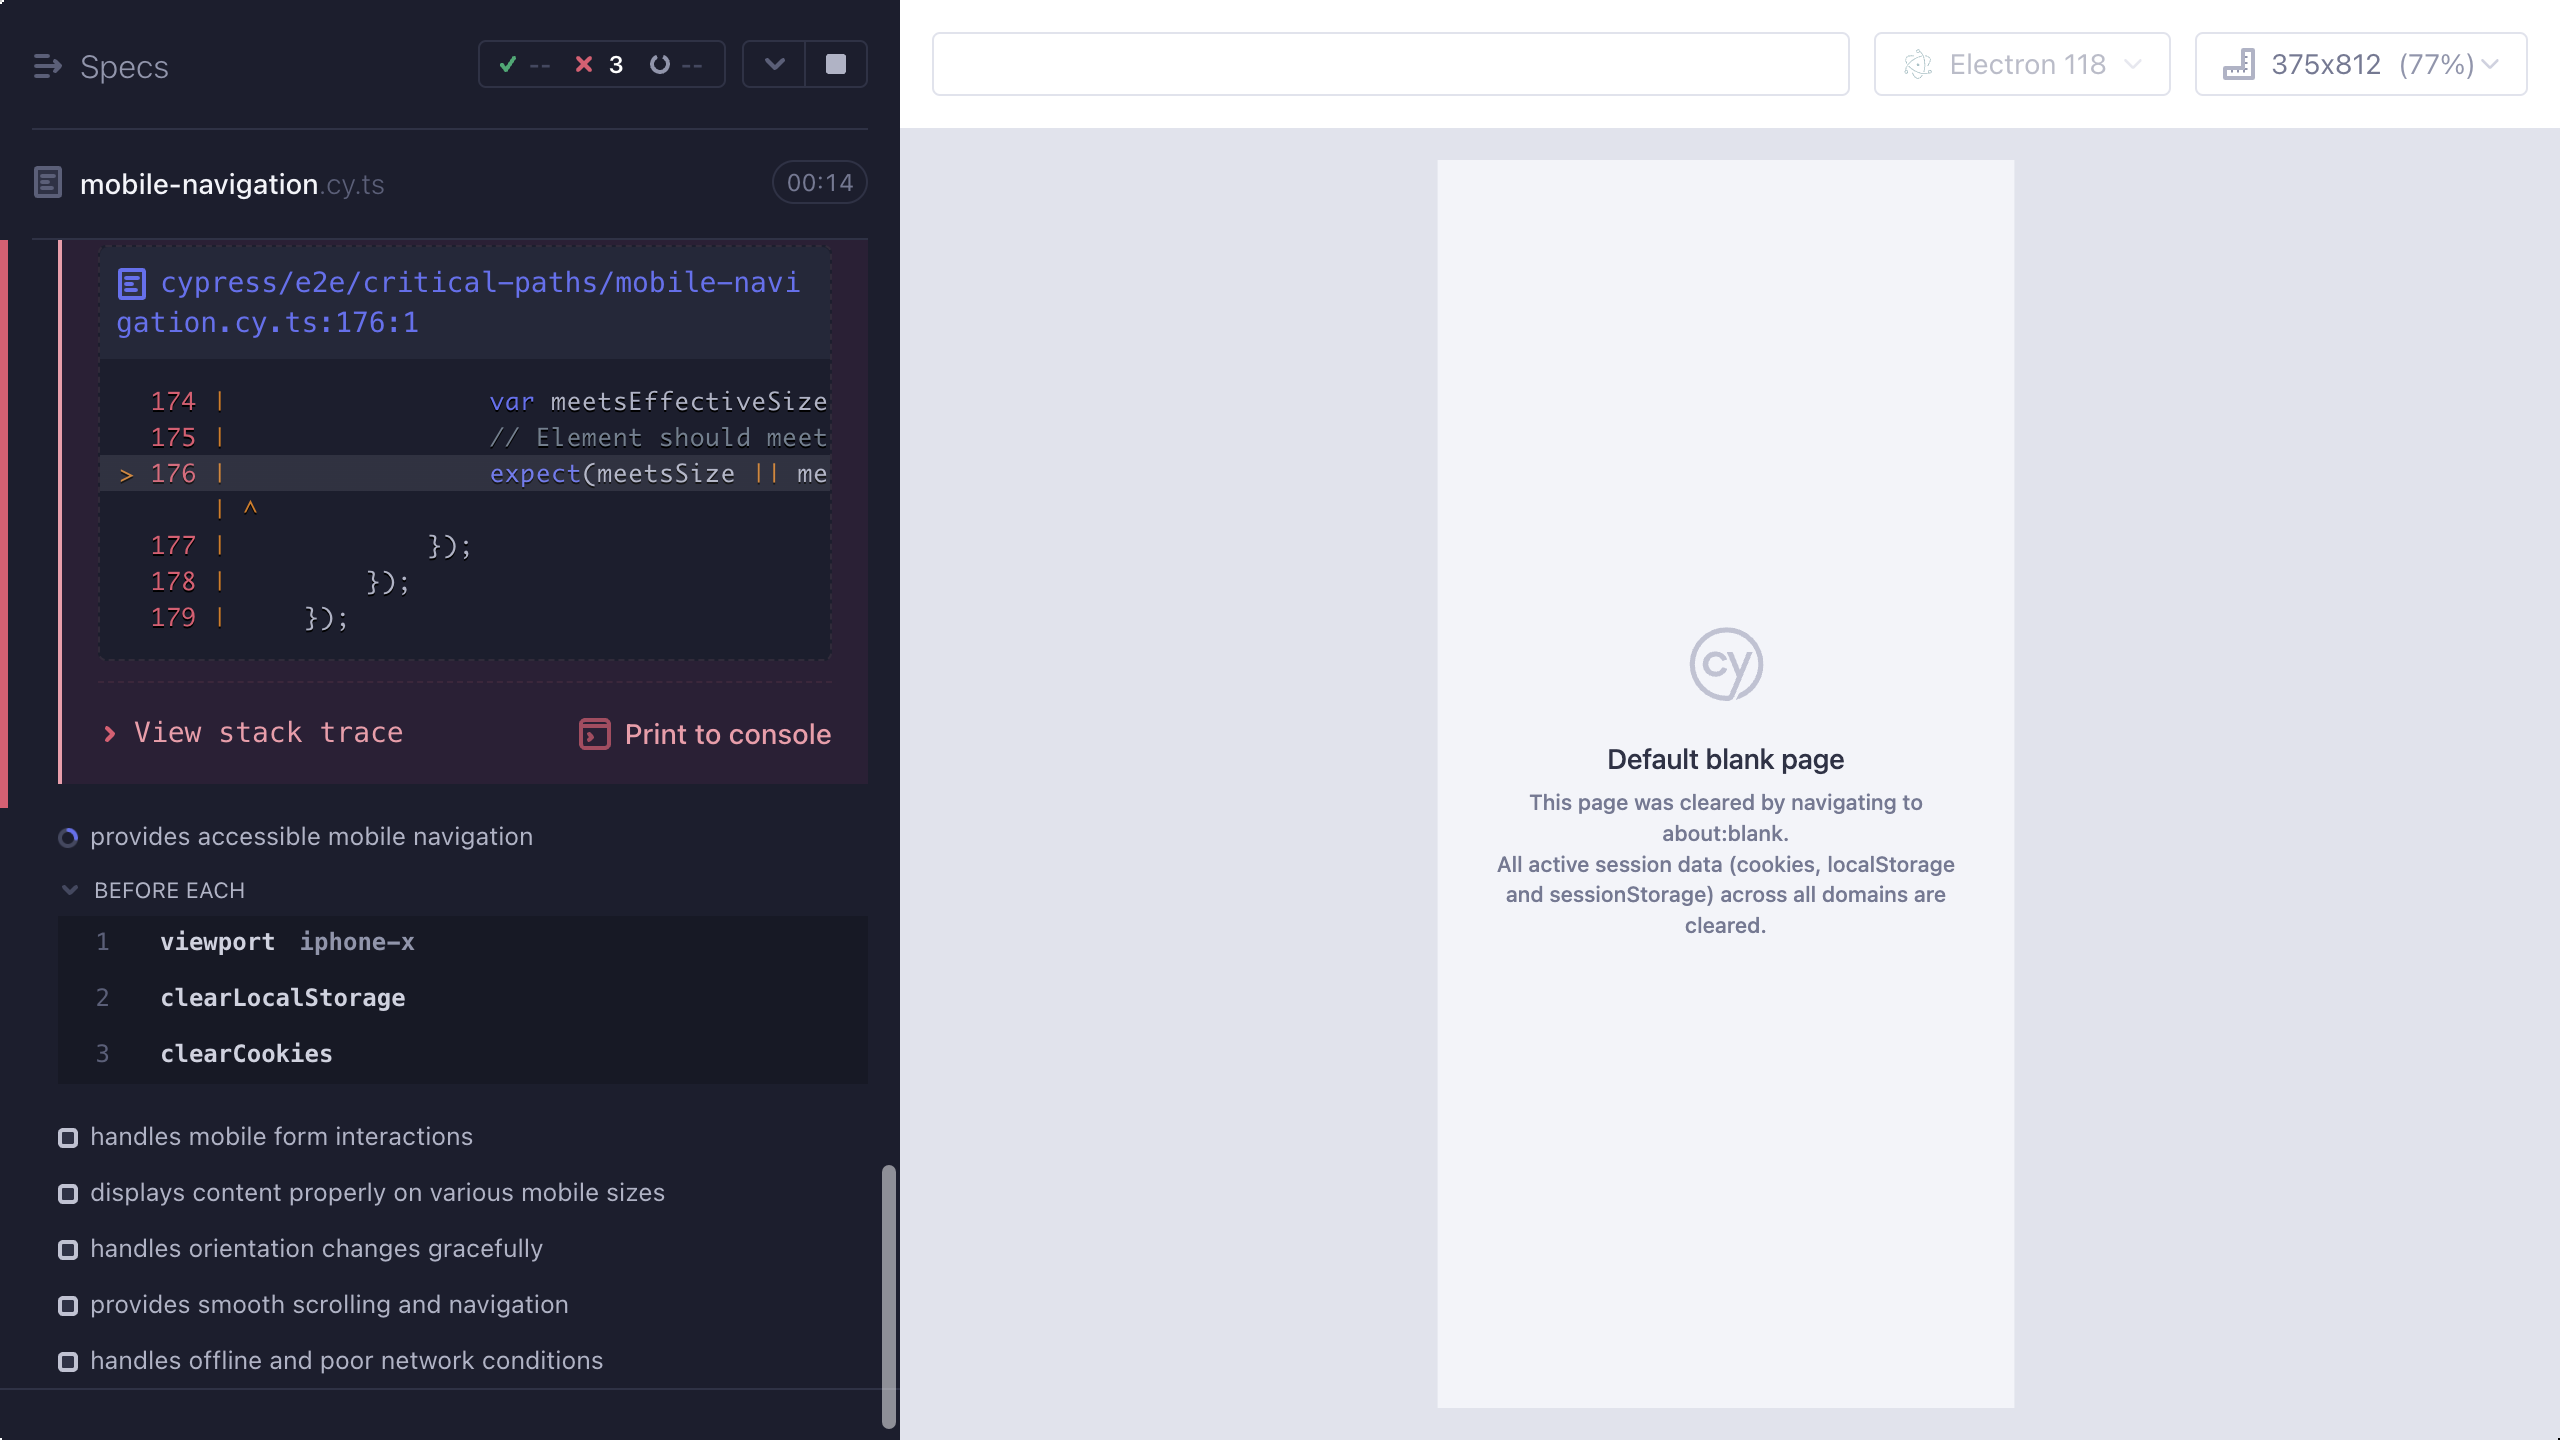 Specs
-- 3 --
mobile-navigation.cy.ts
00:14
cypress/e2e/critical-paths/mobile-navi
gation.cy.ts:176:1
174 | var meetsEffectiveSize
175 | // Element should meet
> 176 | expect(meetsSize || me
| ^
177 | });
178 | });
179 | });
View stack trace
Print to console
provides accessible mobile navigation
BEFORE EACH
1 viewport iphone-x
2 clearLocalStorage
3 clearCookies
handles mobile form interactions
displays content properly on various mobile sizes
handles orientation changes gracefully
provides smooth scrolling and navigation
handles offline and poor network conditions
Electron 118
375x812 (77%)
cy
Default blank page
This page was cleared by navigating to
about:blank.
All active session data (cookies, localStorage
and sessionStorage) across all domains are
cleared.